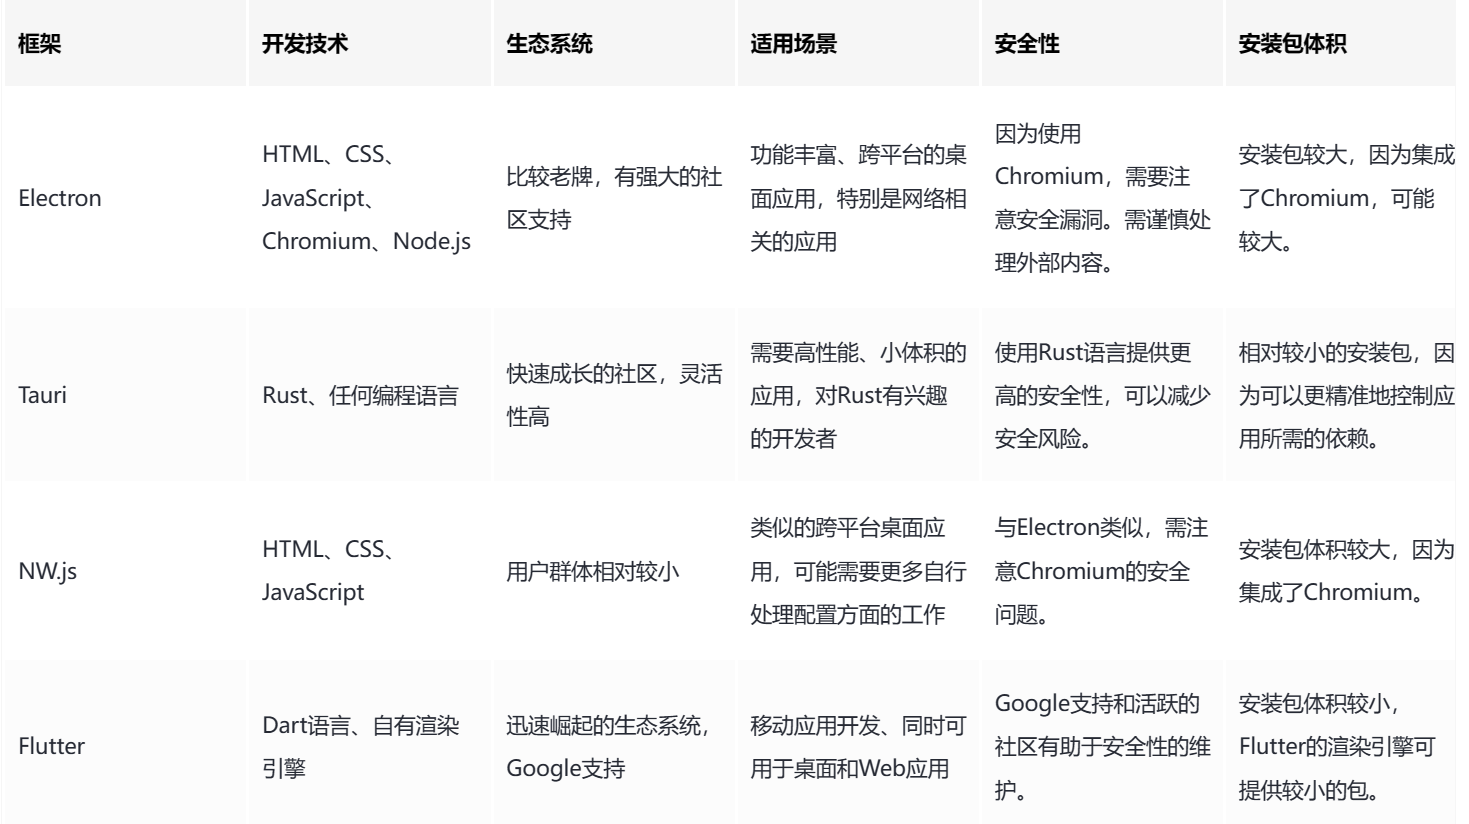 框架
开发技术
生态系统
适用场景
安全性
安装包体积
Electron
HTML、CSS、
JavaScript、
Chromium、Node.js
比较老牌，有强大的社
区支持
功能丰富、跨平台的桌
面应用，特别是网络相
关的应用
因为使用
Chromium，需要注
意安全漏洞。需谨慎处
理外部内容。
安装包较大，因为集成
了Chromium，可能
较大。
Tauri
Rust、任何编程语言
快速成长的社区，灵活
性高
需要高性能、小体积的
应用，对Rust有兴趣
的开发者
使用Rust语言提供更
高的安全性，可以减少
安全风险。
相对较小的安装包，因
为可以更精准地控制应
用所需的依赖。
NW.js
HTML、CSS、
JavaScript
用户群体相对较小
类似的跨平台桌面应
用，可能需要更多自行
处理配置方面的工作
与Electron类似，需注
意Chromium的安全
问题。
安装包体积较大，因为
集成了Chromium。
Flutter
Dart语言、自有渲染
引擎
迅速崛起的生态系统，
Google支持
移动应用开发、同时可
用于桌面和Web应用
Google支持和活跃的
社区有助于安全性的维
护。
安装包体积较小，
Flutter的渲染引擎可
提供较小的包。